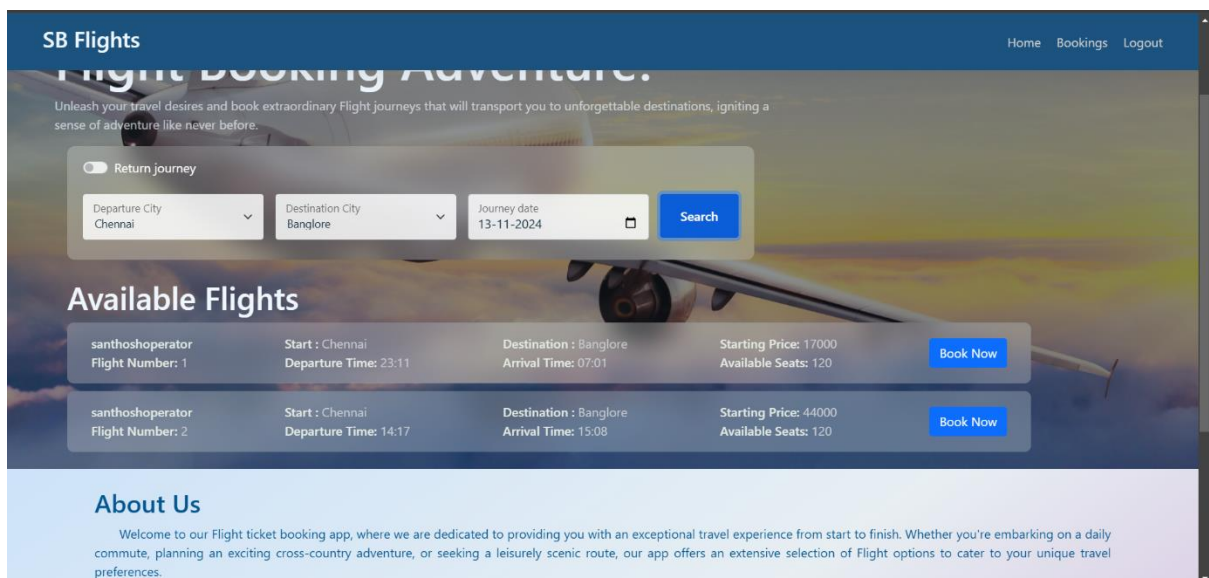 SB Flights
Home Bookings Logout
Flight Booking Adventure!
Unleash your travel desires and book extraordinary Flight journeys that will transport you to unforgettable destinations, igniting a
sense of adventure like never before.
Return journey
Departure City
Chennai
Destination City
Banglore
Journey date
13-11-2024
Search
Available Flights
santhoshoperator Start : Chennai Destination : Banglore Starting Price: 17000
Flight Number: 1 Departure Time: 23:11 Arrival Time: 07:01 Available Seats: 120
Book Now
santhoshoperator Start : Chennai Destination : Banglore Starting Price: 44000
Flight Number: 2 Departure Time: 14:17 Arrival Time: 15:08 Available Seats: 120
Book Now
About Us
Welcome to our Flight ticket booking app, where we are dedicated to providing you with an exceptional travel experience from start to finish. Whether you're embarking on a daily
commute, planning an exciting cross-country adventure, or seeking a leisurely scenic route, our app offers an extensive selection of Flight options to cater to your unique travel
preferences.